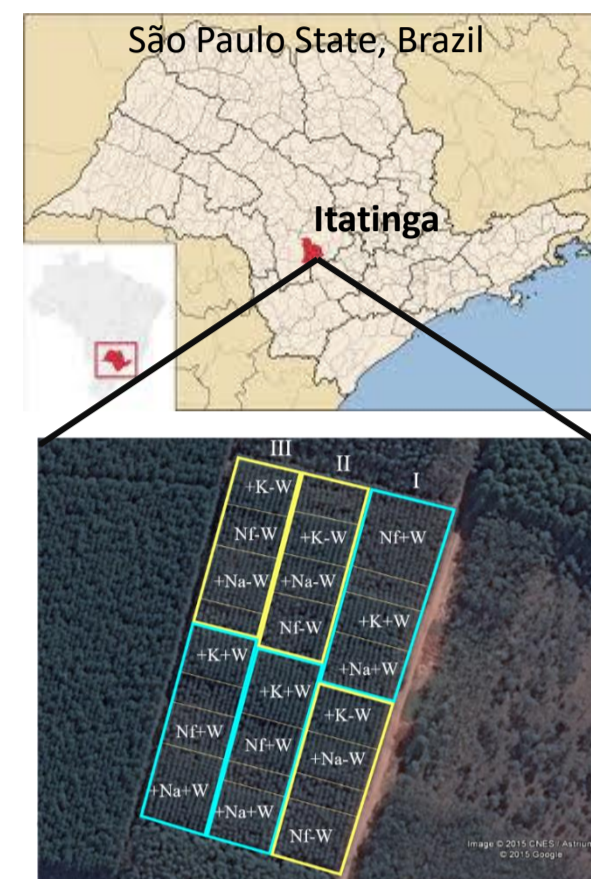 São Paulo State, Brazil
Itatinga
III
II
I
+K-W
Nf-W
+Na-W
+K+W
Nf+W
+Na+W
+K-W
+Na-W
Nf-W
+K+W
Nf+W
+Na+W
Nf+W
+K+W
+Na+W
+K-W
+Na-W
Nf-W
Image © 2015 CNES / Astrium
© 2015 Google